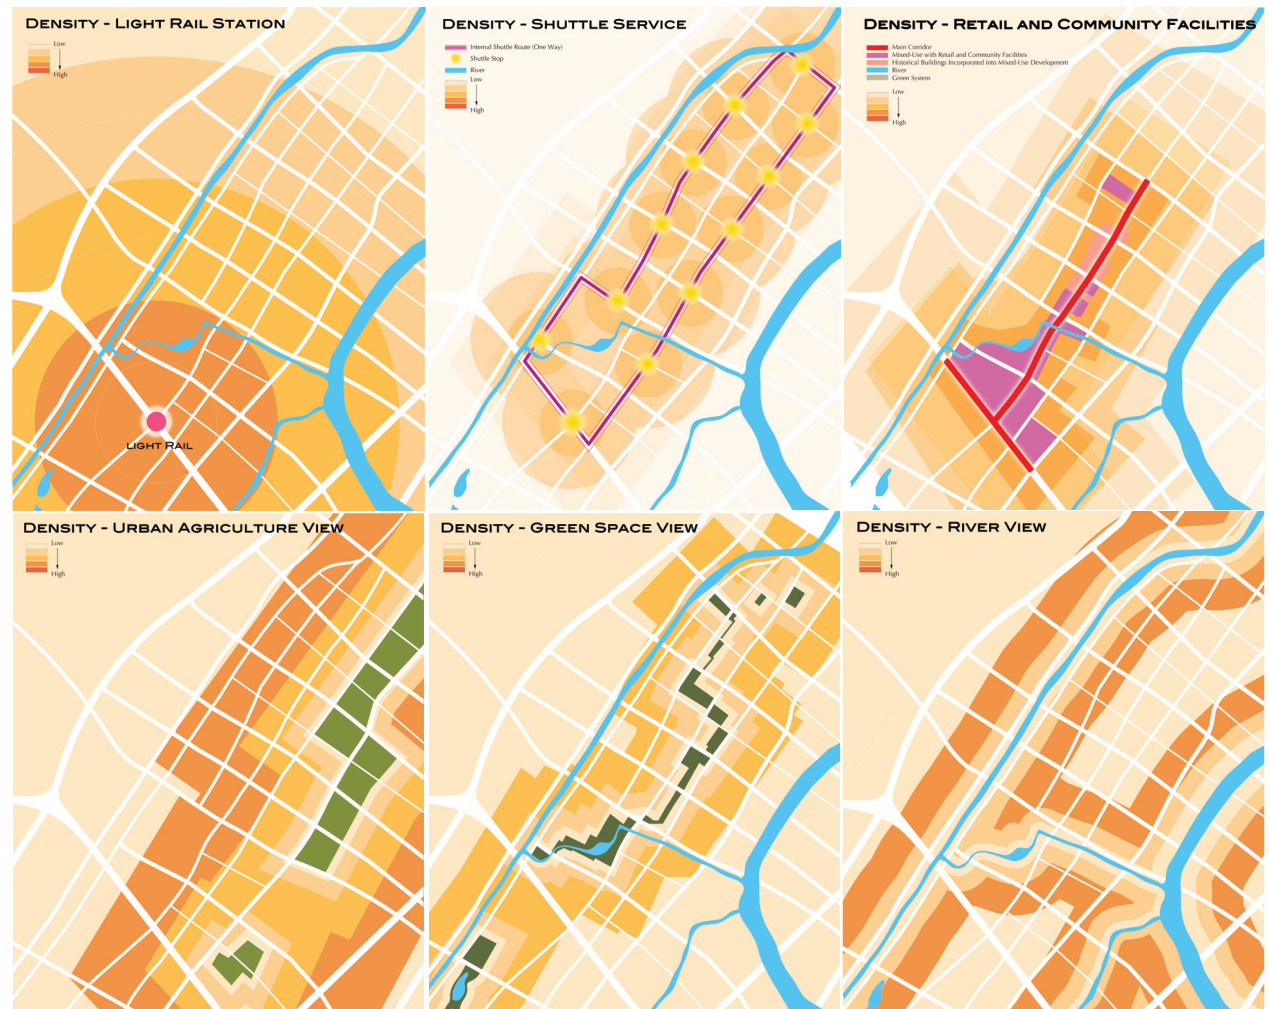 DENSITY - LIGHT RAIL STATION
Low
High
LIGHT RAIL
DENSITY - SHUTTLE SERVICE
Internal Shuttle Route (One Way)
Shuttle Stop
River
Low
High
DENSITY - RETAIL AND COMMUNITY FACILITIES
Main Corridor
Mixed-Use with Retail and Community Facilities
Historical Buildings Incorporated into Mixed-Use Development
River
Green System
Low
High
DENSITY - URBAN AGRICULTURE VIEW
Low
High
DENSITY - GREEN SPACE VIEW
Low
High
DENSITY - RIVER VIEW
Low
High